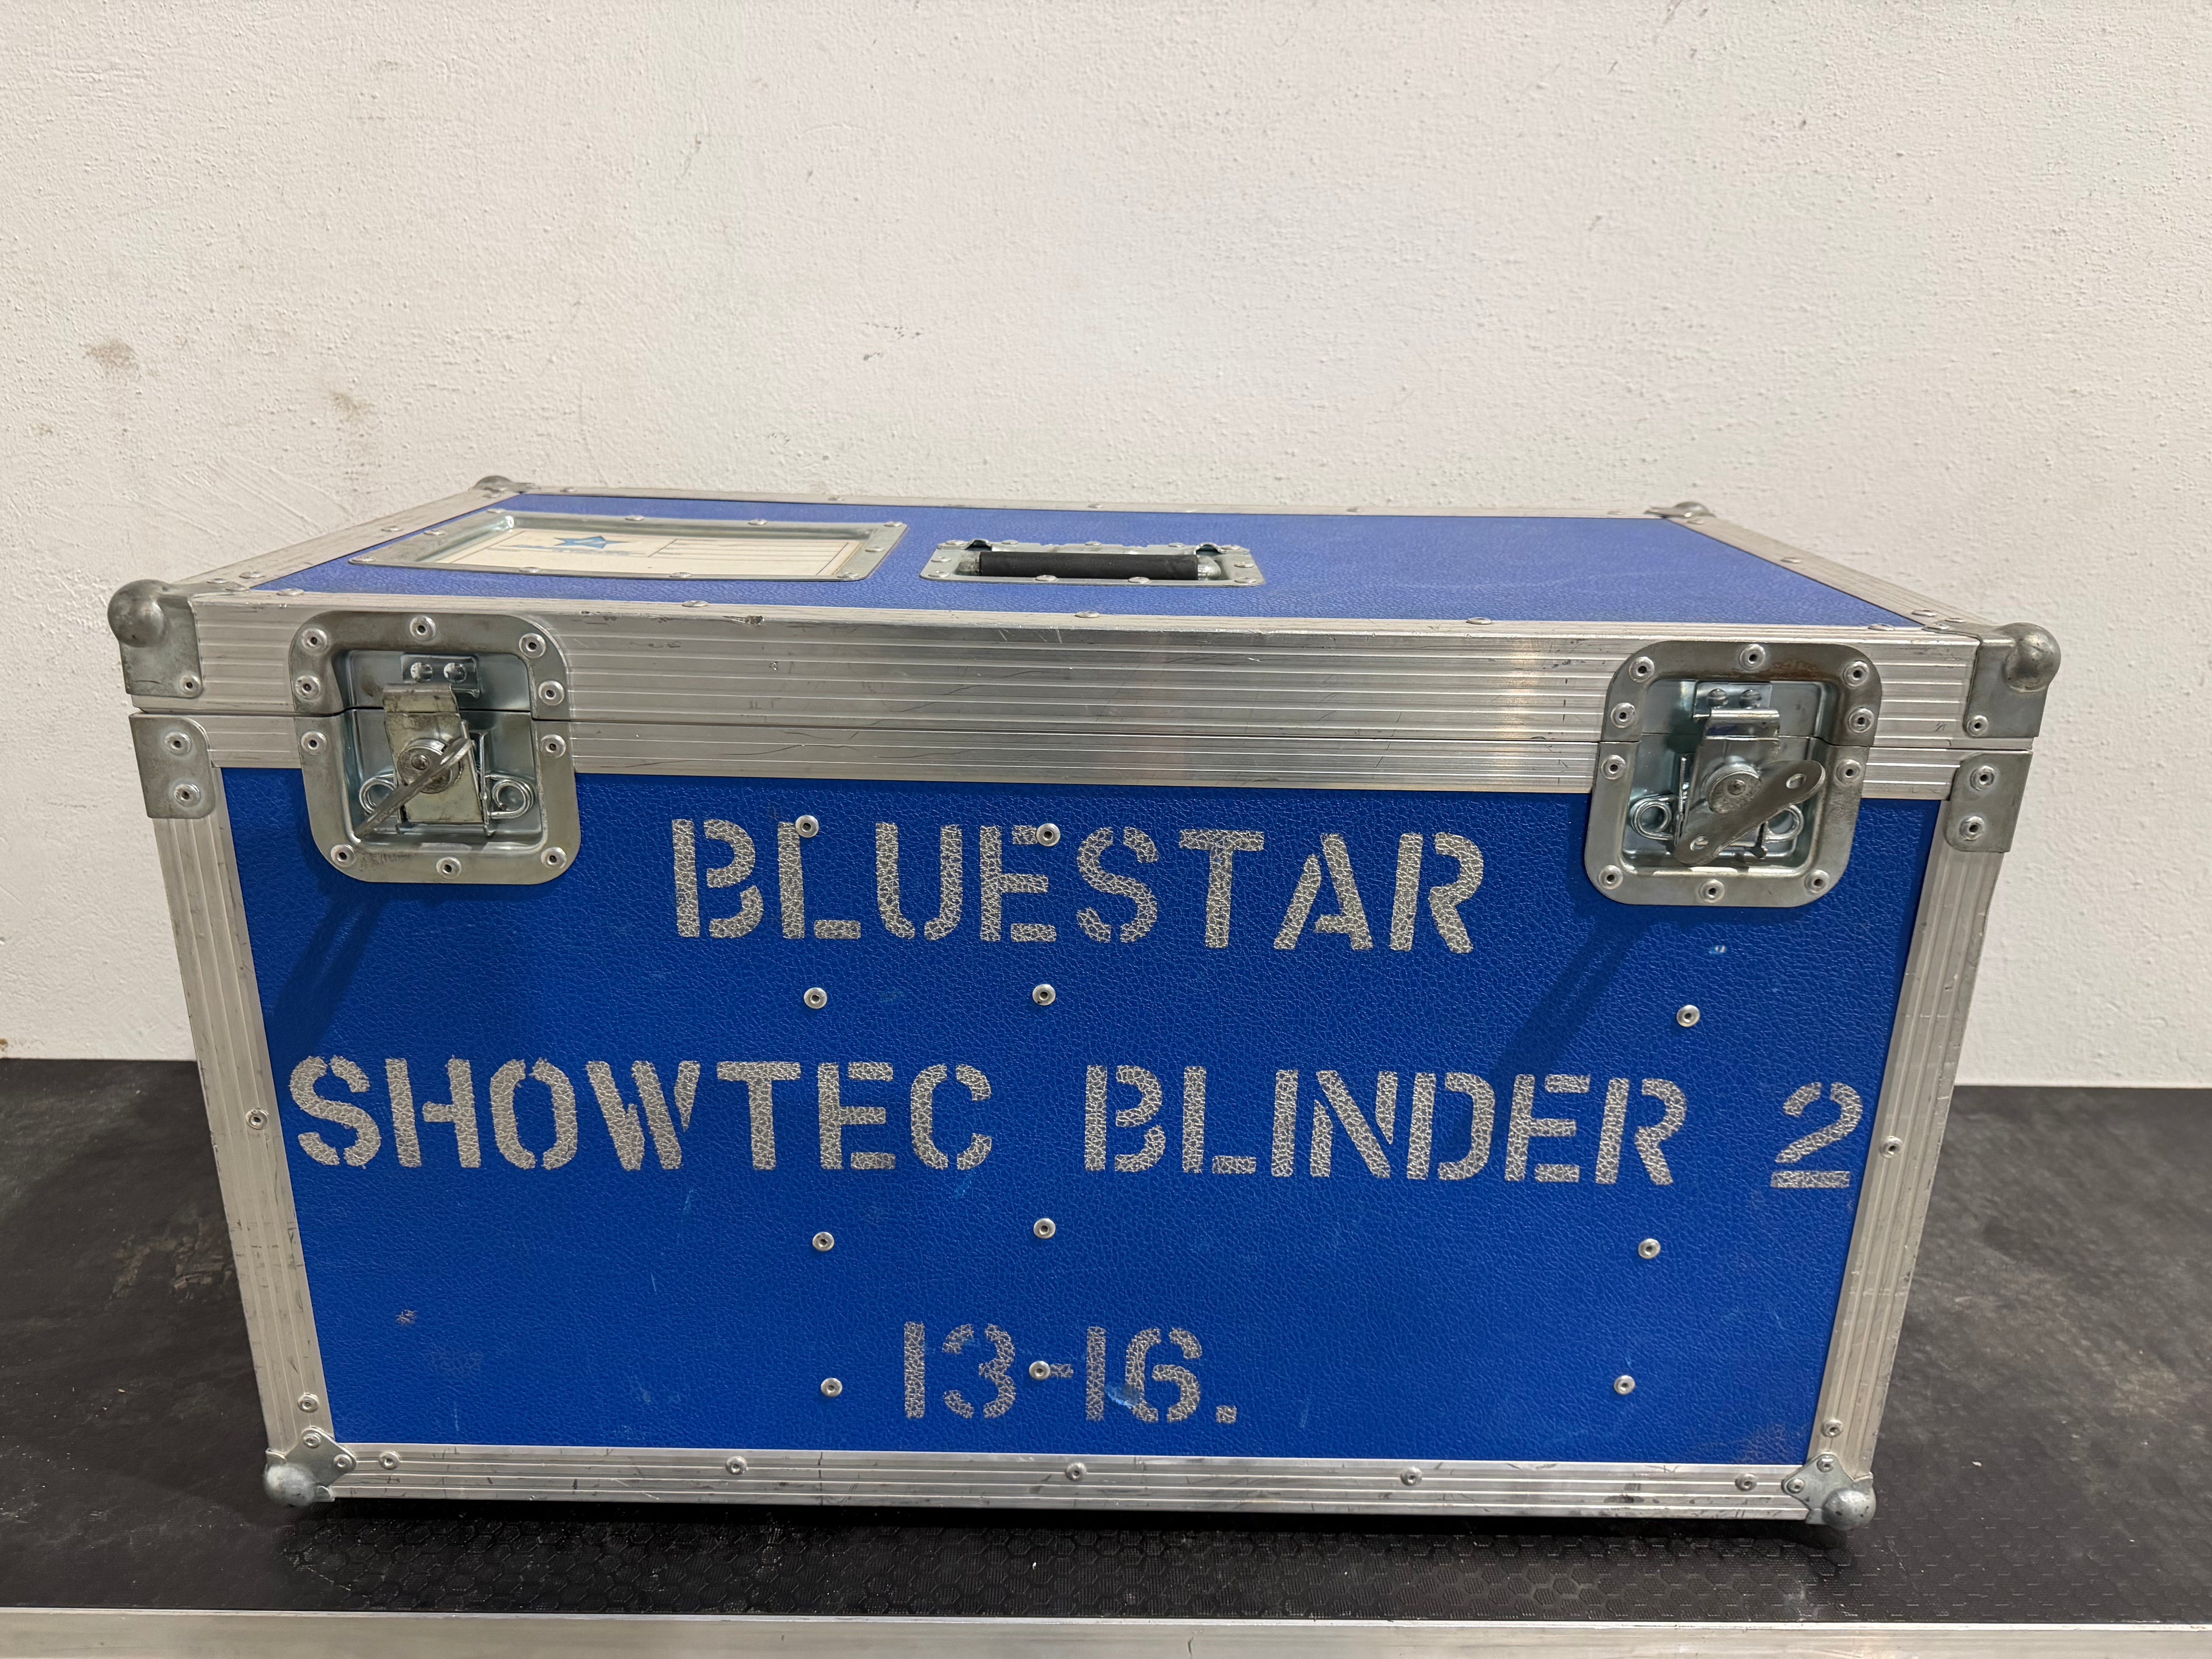 BLUESTAR
SHOWTEC BLINDER 2
13-16.